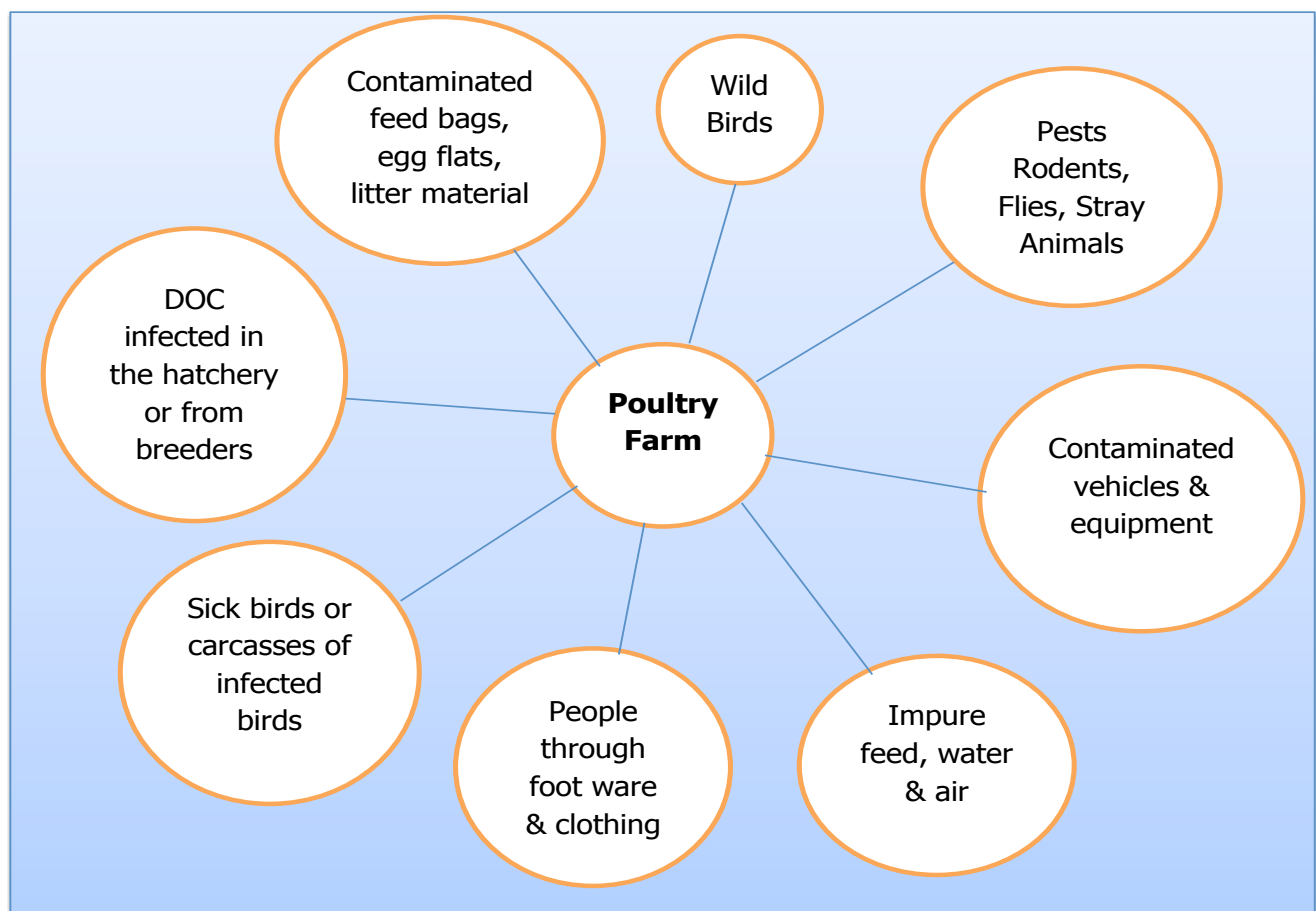 Contaminated
feed bags,
egg flats,
litter material
Wild
Birds
Pests
Rodents,
Flies, Stray
Animals
DOC
infected in
the hatchery
or from
breeders
Poultry
Farm
Contaminated
vehicles &
equipment
Sick birds or
carcasses of
infected
birds
People
through
foot ware
& clothing
Impure
feed, water
& air